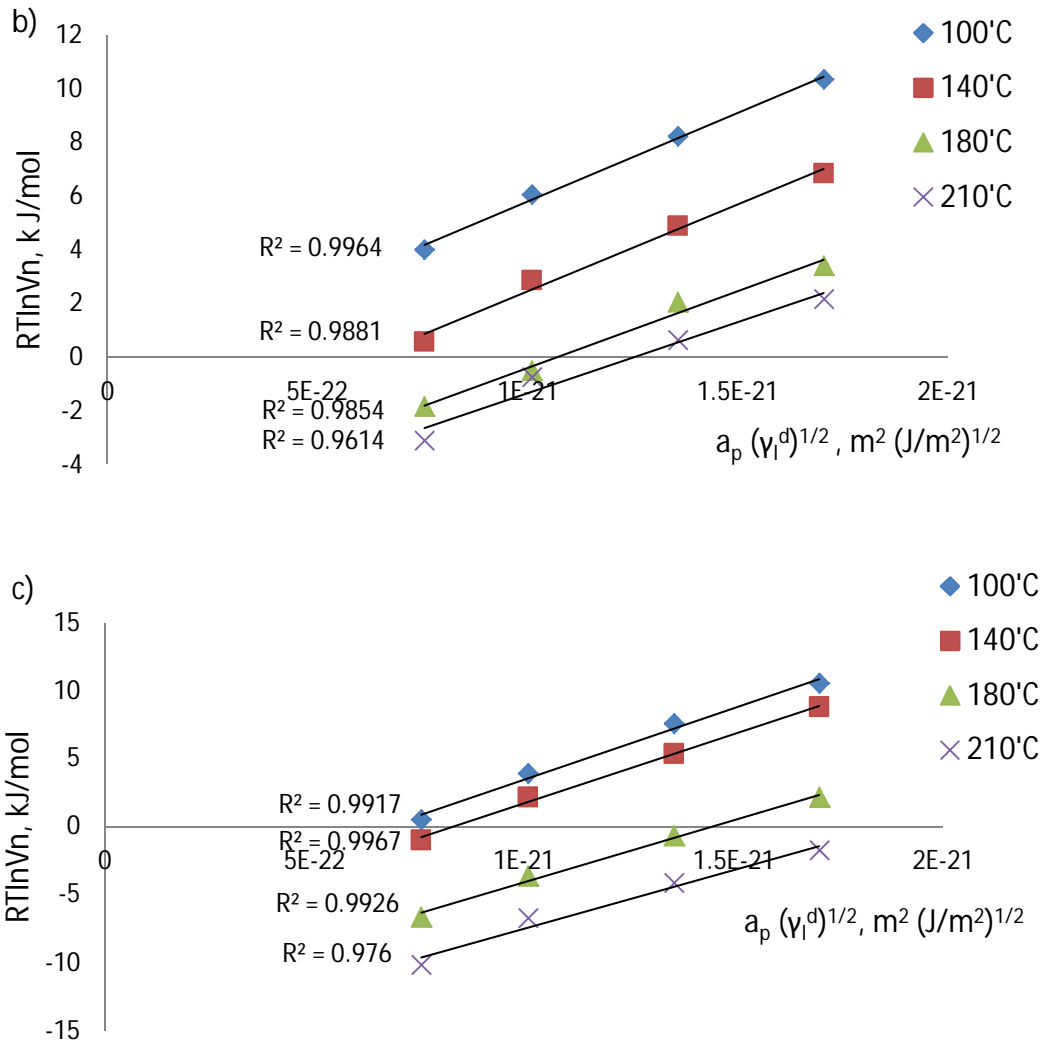 b)
12
10
8
6
4
2
0
-2
-4
RTlnVn, k J/mol
0
5E-22
1E-21
1.5E-21
2E-21
a_p (γ_l^d)^1/2 , m² (J/m²)^1/2
R² = 0.9964
R² = 0.9881
R² = 0.9854
R² = 0.9614
100'C
140'C
180'C
210'C
c)
15
10
5
0
-5
-10
-15
RTlnVn, kJ/mol
0
5E-22
1E-21
1.5E-21
2E-21
a_p (γ_l^d)^1/2, m² (J/m²)^1/2
R² = 0.9917
R² = 0.9967
R² = 0.9926
R² = 0.976
100'C
140'C
180'C
210'C